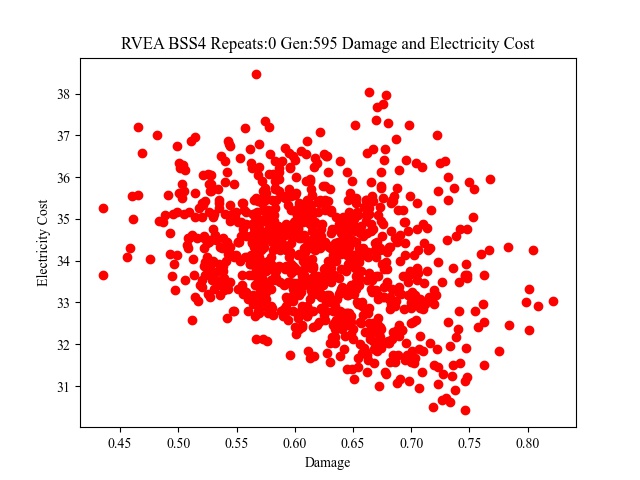 RVEA BSS4 Repeats:0 Gen:595 Damage and Electricity Cost
38
37
36
35
34
33
32
31
Electricity Cost
0.45 0.50 0.55 0.60 0.65 0.70 0.75 0.80
Damage